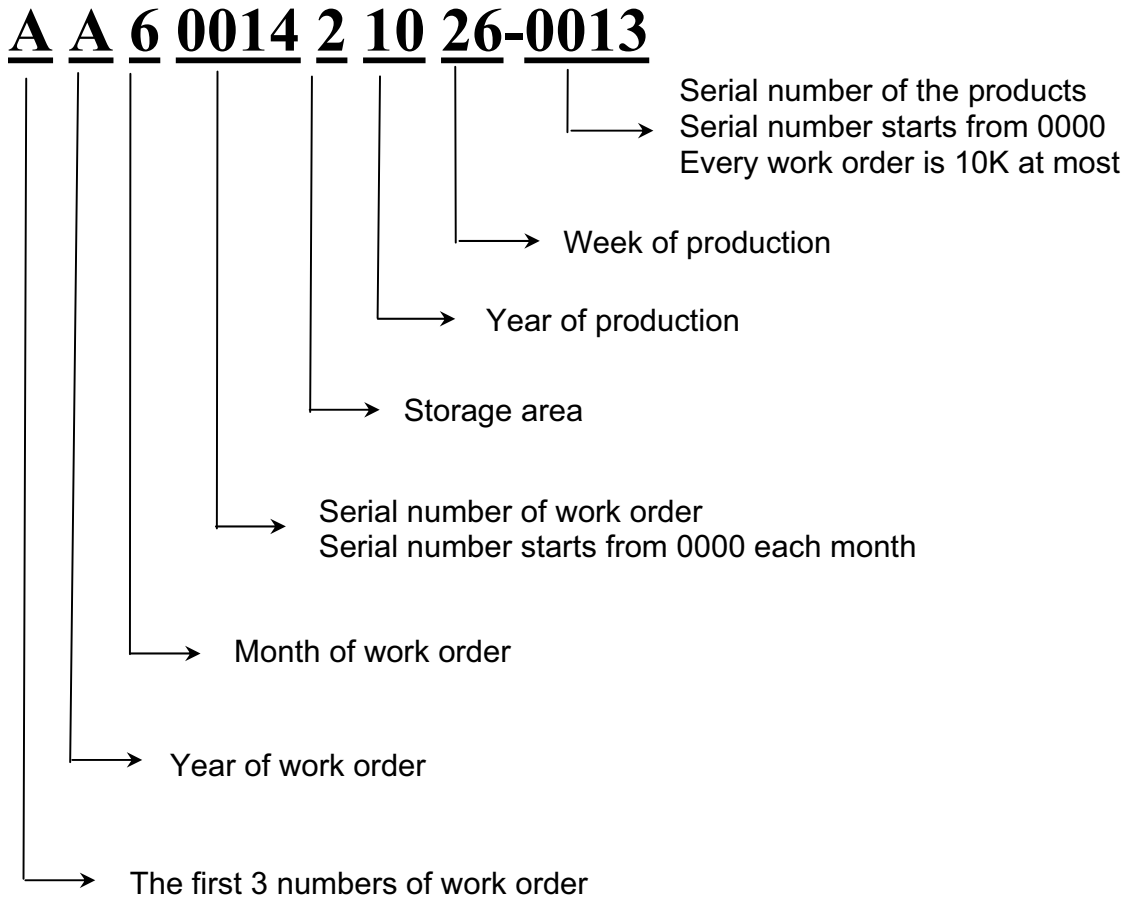 A A 6 0014 2 10 26-0013
Serial number of the products
Serial number starts from 0000
Every work order is 10K at most
Week of production
Year of production
Storage area
Serial number of work order
Serial number starts from 0000 each month
Month of work order
Year of work order
The first 3 numbers of work order